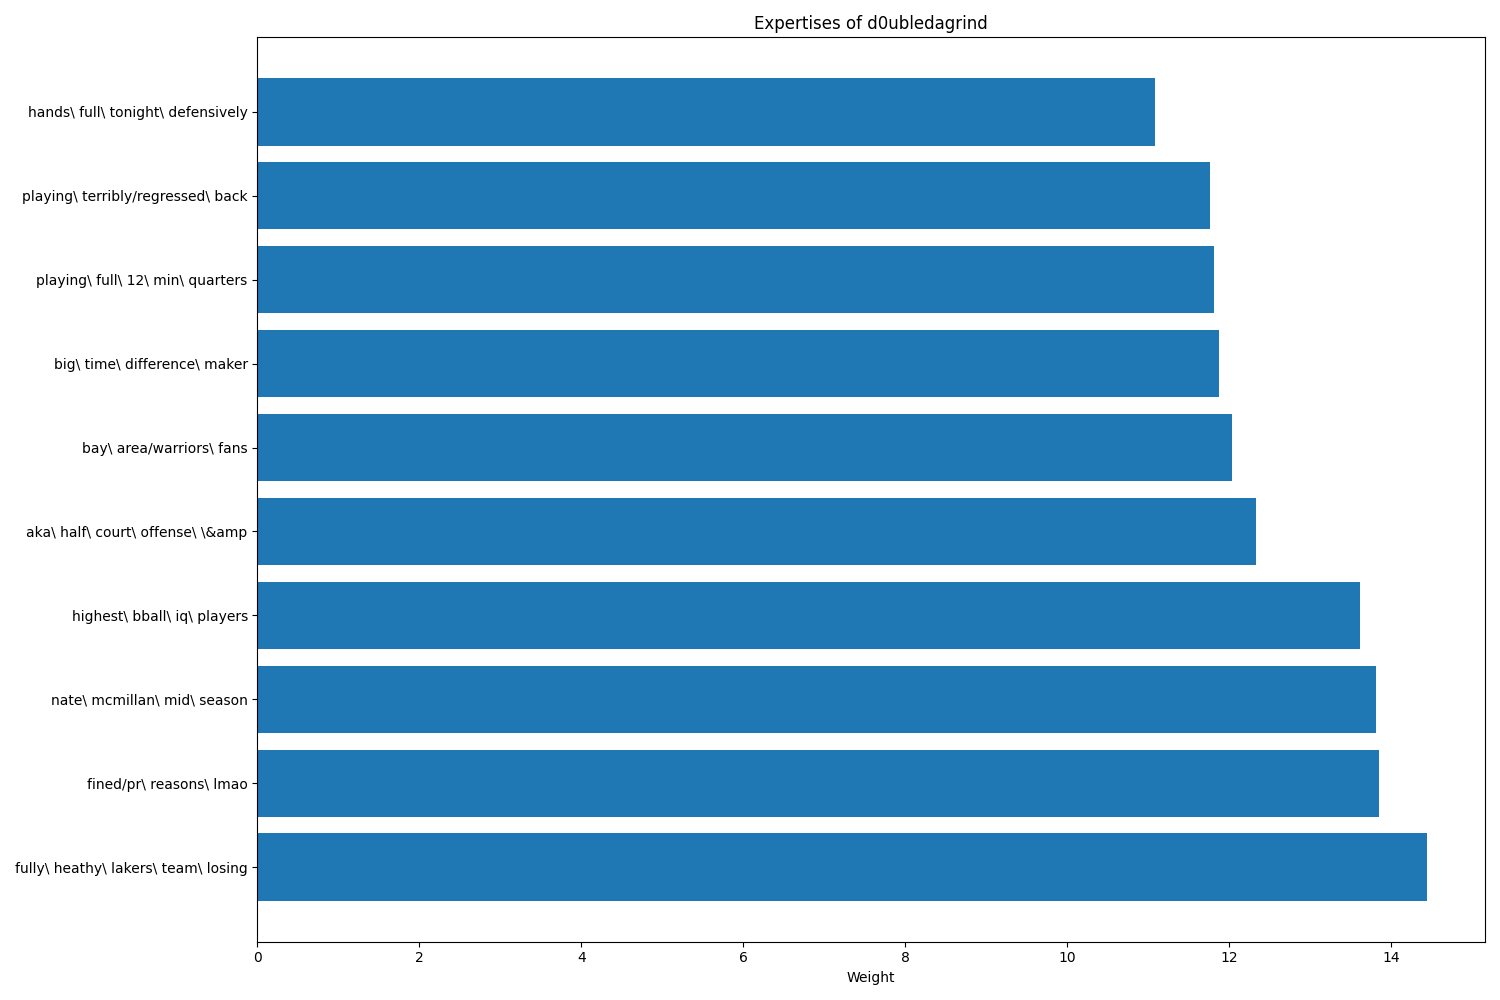 Expertises of d0ubledagrind
hands\ full\ tonight\ defensively
playing\ terribly/regressed\ back
playing\ full\ 12\ min\ quarters
big\ time\ difference\ maker
bay\ area/warriors\ fans
aka\ half\ court\ offense\ \&amp
highest\ bball\ iq\ players
nate\ mcmillan\ mid\ season
fined/pr\ reasons\ lmao
fully\ heathy\ lakers\ team\ losing
0 2 4 6 8 10 12 14
Weight